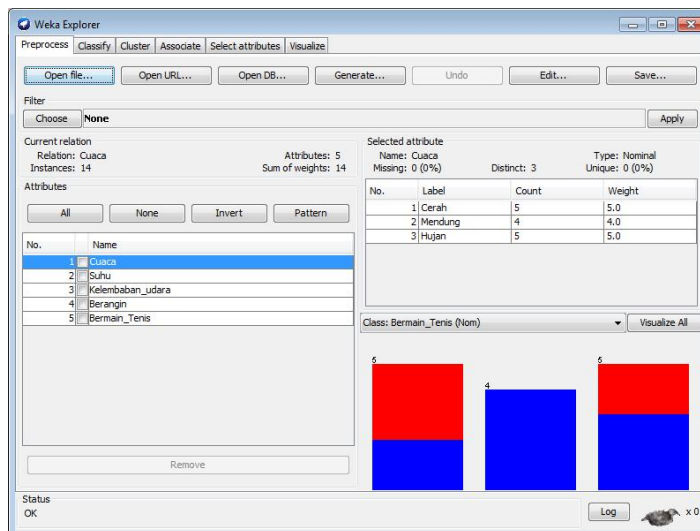 Weka Explorer
Preprocess Classify Cluster Associate Select attributes Visualize
Open file... Open URL... Open DB... Generate... Undo Edit... Save...
Filter
Choose None Apply
Current relation
Relation: Cuaca Attributes: 5
Instances: 14 Sum of weights: 14
Selected attribute
Name: Cuaca Type: Nominal
Missing: 0 (0%) Distinct: 3 Unique: 0 (0%)
Attributes
All None Invert Pattern
No. Name
1 Cuaca
2 Suhu
3 Kelembaban_udara
4 Berangin
5 Bermain_Tenis
Remove
No. Label Count Weight
1 Cerah 5 5.0
2 Mendung 4 4.0
3 Hujan 5 5.0
Class: Bermain_Tenis (Nom) Visualize All
5 4 5
Status
OK Log x 0